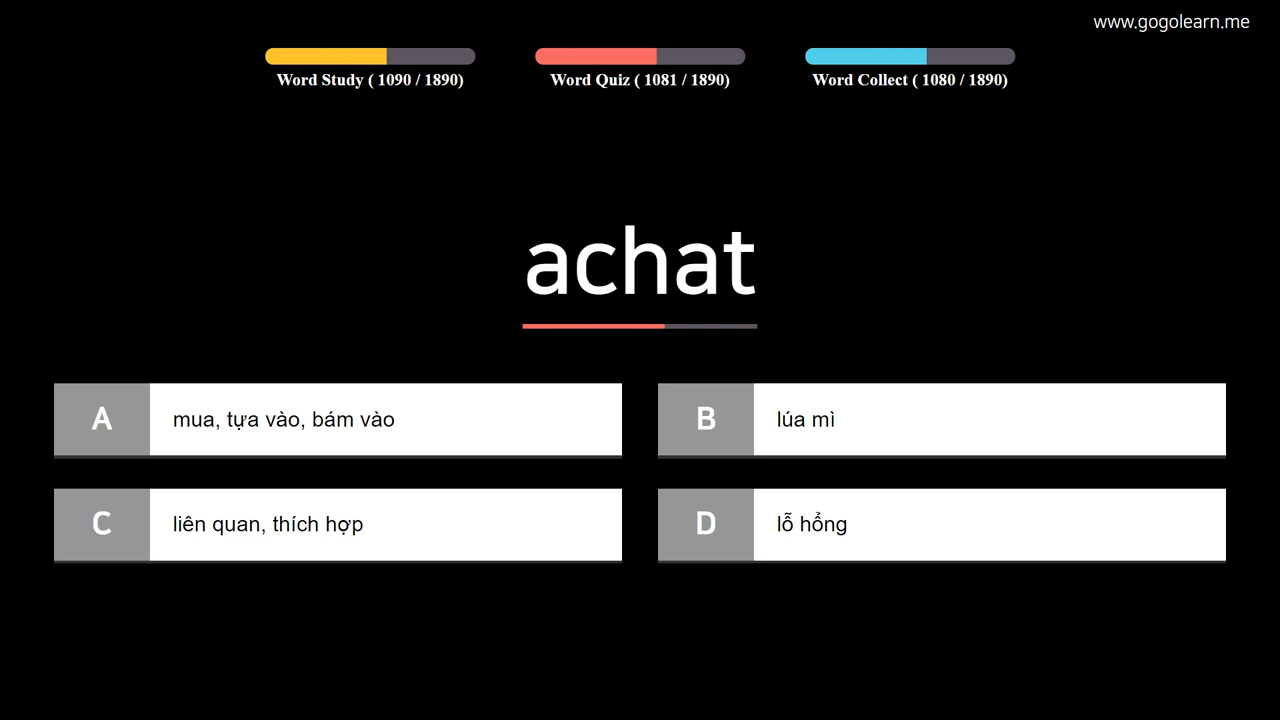 www.gogolearn.me
Word Study ( 1090 / 1890)
Word Quiz ( 1081 / 1890)
Word Collect ( 1080 / 1890)
achat
A mua, tựa vào, bám vào
B lúa mì
C liên quan, thích hợp
D lỗ hổng